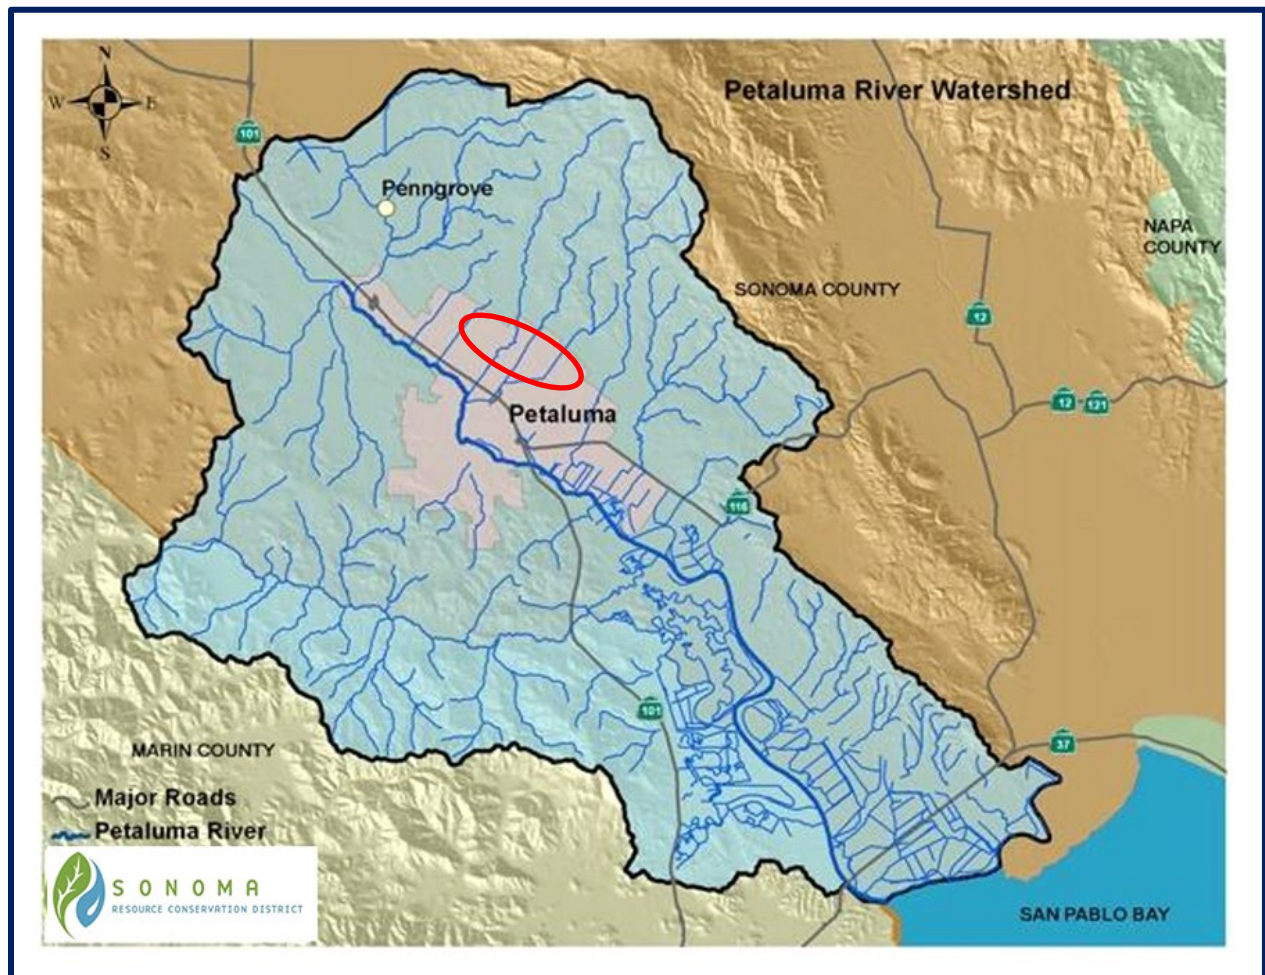 N
W E
S
Petaluma River Watershed
101
Penngrove
NAPA
COUNTY
SONOMA COUNTY
12
12 121
Petaluma
116
101
37
MARIN COUNTY
Major Roads
Petaluma River
SONOMA
RESOURCE CONSERVATION DISTRICT
SAN PABLO BAY